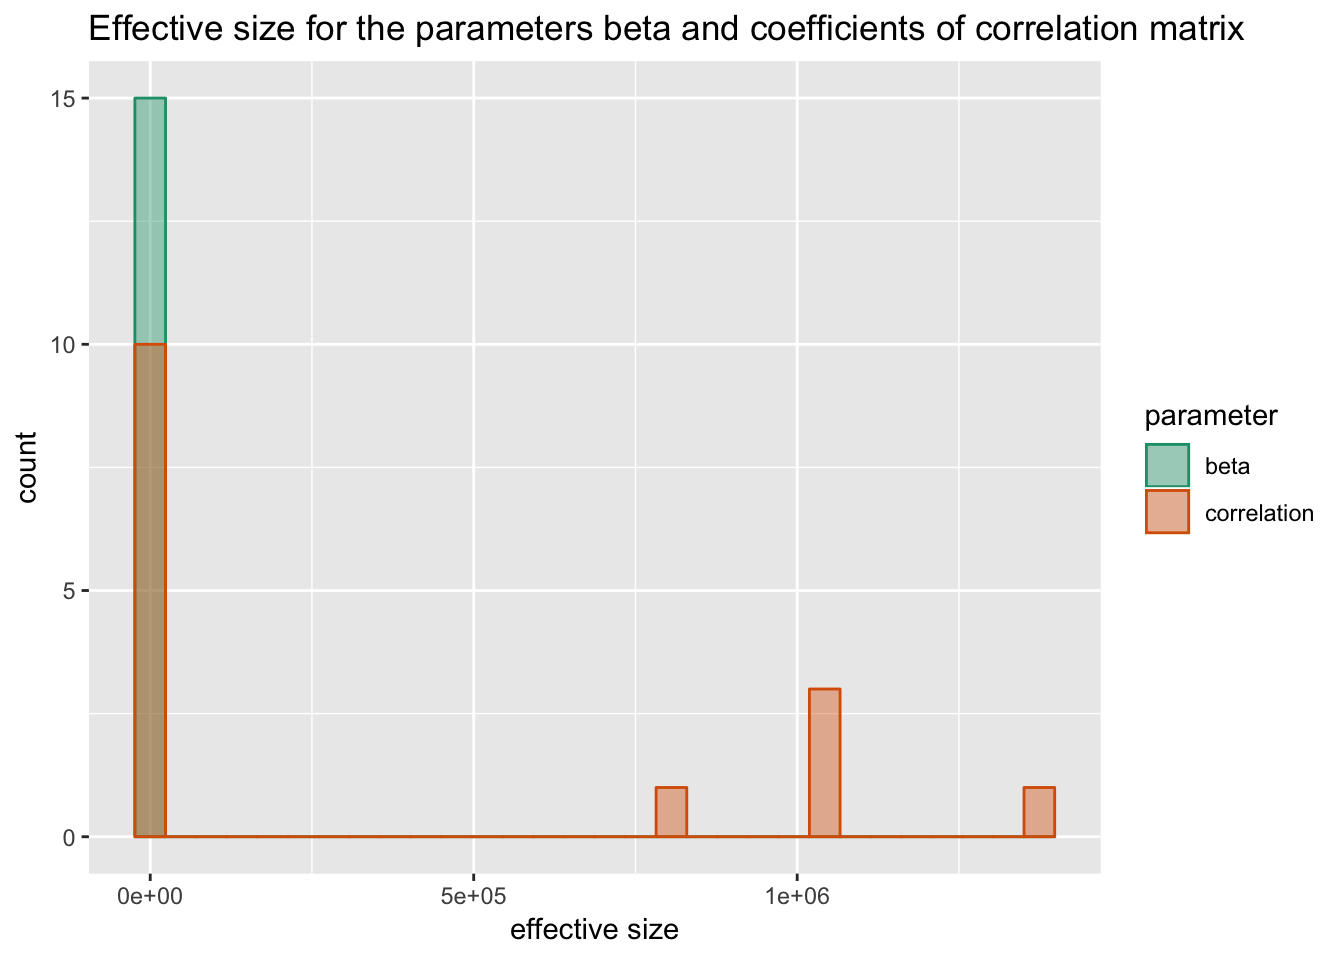 Effective size for the parameters beta and coefficients of correlation matrix
15
10
5
0
count
0e+00 5e+05 1e+06
effective size
parameter
beta
correlation